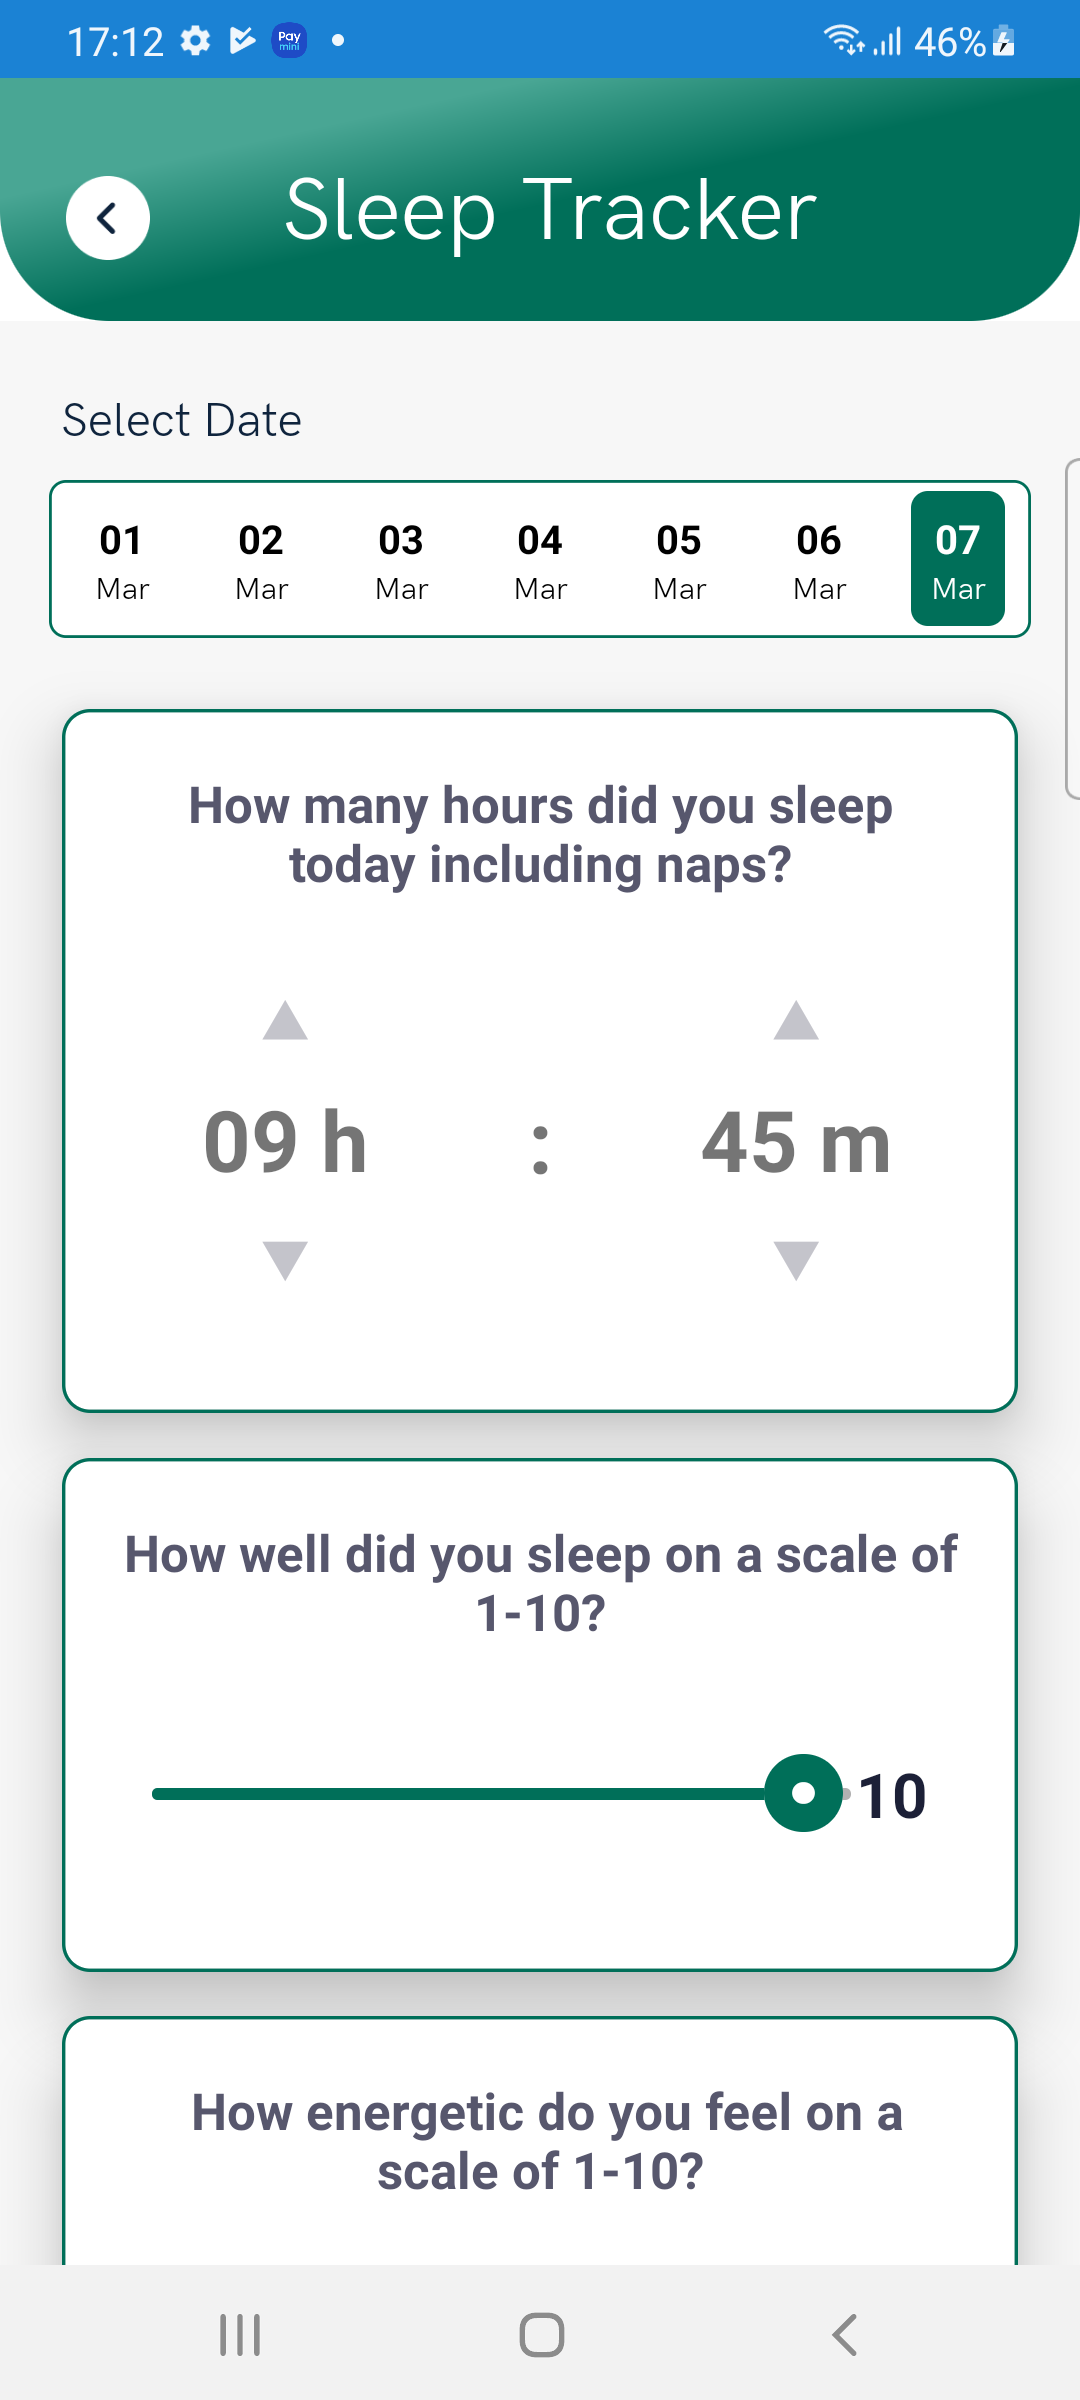 17:12 Pay mini 46%
Sleep Tracker
Select Date
01 02 03 04 05 06 07
Mar Mar Mar Mar Mar Mar Mar
How many hours did you sleep
today including naps?
09 h : 45 m
How well did you sleep on a scale of
1-10?
10
How energetic do you feel on a
scale of 1-10?